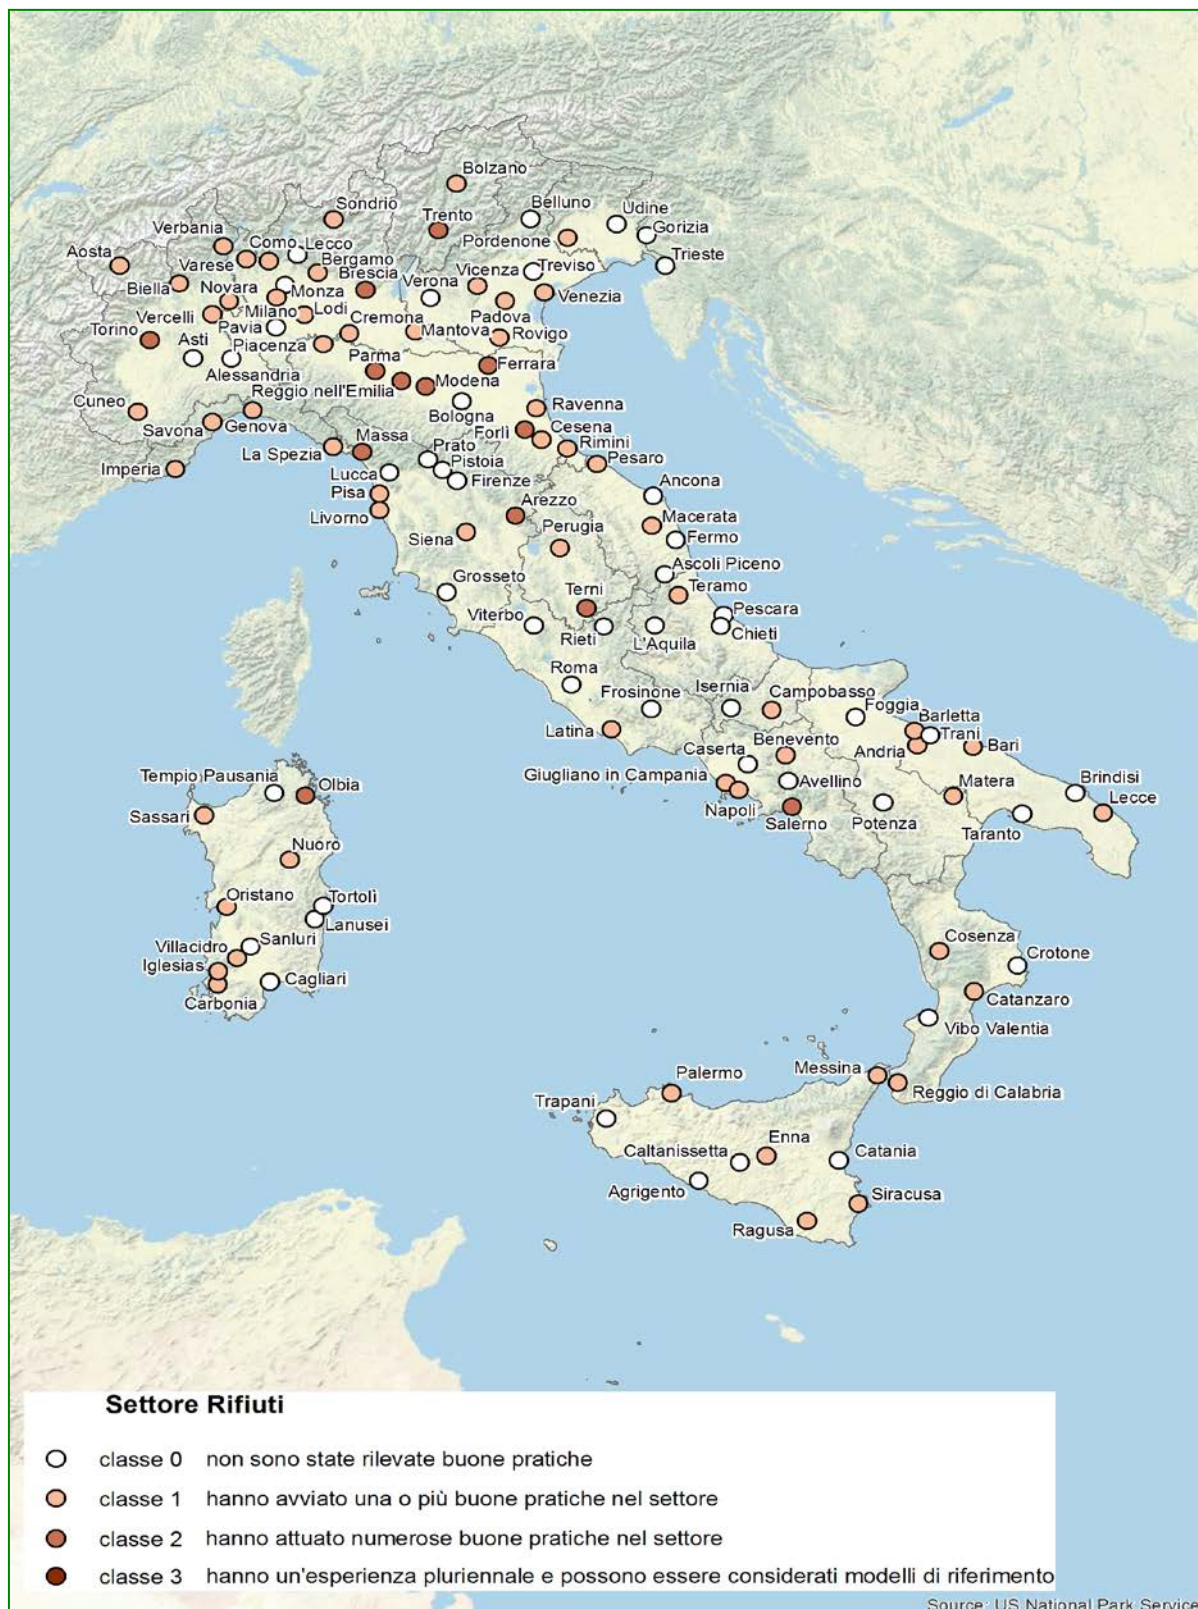 Bolzano
Sondrio
Trento
Belluno
Udine
Gorizia
Verbania
Pordenone
Trieste
Aosta
Como
Lecco
Varese
Bergamo
Brescia
Vicenza
Treviso
Biella
Novara
Monza
Verona
Venezia
Vercelli
Milano
Lodi
Padova
Torino
Pavia
Cremona
Mantova
Rovigo
Asti
Piacenza
Parma
Ferrara
Alessandria
Modena
Reggio nell'Emilia
Cuneo
Bologna
Ravenna
Savona
Genova
Forlì
Cesena
Massa
La Spezia
Prato
Rimini
Pistoia
Pesaro
Imperia
Lucca
Firenze
Pisa
Ancona
Arezzo
Livorno
Macerata
Siena
Perugia
Fermo
Ascoli Piceno
Grosseto
Terni
Teramo
Viterbo
Pescara
Rieti
L'Aquila
Chieti
Roma
Isernia
Campobasso
Frosinone
Foggia
Barletta
Latina
Trani
Caserta
Benevento
Andria
Bari
Tempio Pausania
Giugliano in Campania
Avellino
Matera
Brindisi
Olbia
Lecce
Sassari
Napoli
Salerno
Potenza
Taranto
Nuoro
Oristano
Tortolì
Lanusei
Villacidro
Sanluri
Cosenza
Iglesias
Crotone
Cagliari
Carbonia
Catanzaro
Vibo Valentia
Messina
Palermo
Reggio di Calabria
Trapani
Enna
Caltanissetta
Catania
Agrigento
Siracusa
Ragusa
Settore Rifiuti
classe 0 non sono state rilevate buone pratiche
classe 1 hanno avviato una o più buone pratiche nel settore
classe 2 hanno attuato numerose buone pratiche nel settore
classe 3 hanno un'esperienza pluriennale e possono essere considerati modelli di riferimento
Source: US National Park Service